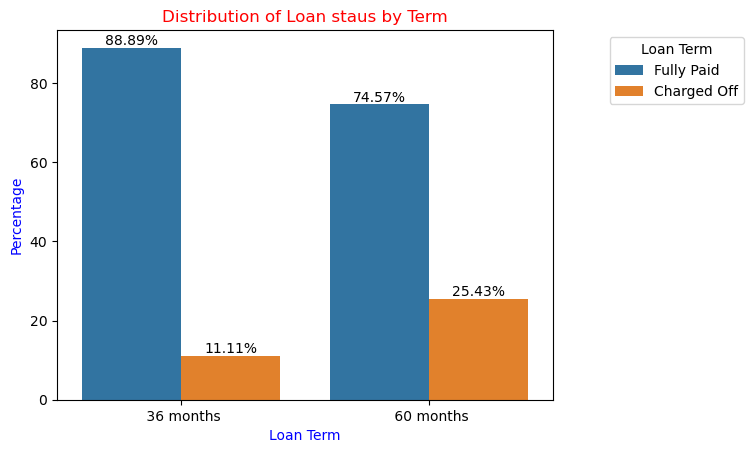 Distribution of Loan staus by Term
88.89%
74.57%
11.11%
25.43%
80
60
40
20
0
Percentage
36 months
60 months
Loan Term
Loan Term
Fully Paid
Charged Off